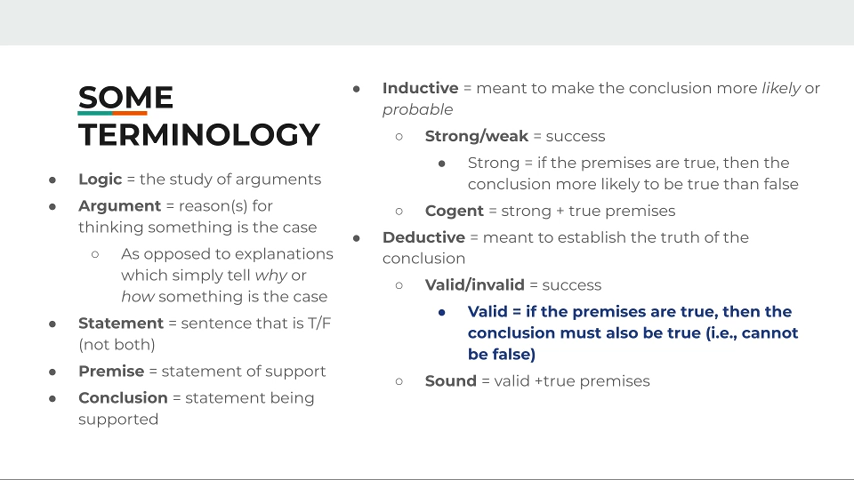 SOME
TERMINOLOGY
● Logic = the study of arguments
● Argument = reason(s) for
thinking something is the case
○ As opposed to explanations
which simply tell why or
how something is the case
● Statement = sentence that is T/F
(not both)
● Premise = statement of support
● Conclusion = statement being
supported
● Inductive = meant to make the conclusion more likely or
probable
○ Strong/weak = success
● Strong = if the premises are true, then the
conclusion more likely to be true than false
○ Cogent = strong + true premises
● Deductive = meant to establish the truth of the
conclusion
○ Valid/invalid = success
● Valid = if the premises are true, then the
conclusion must also be true (i.e., cannot
be false)
○ Sound = valid +true premises